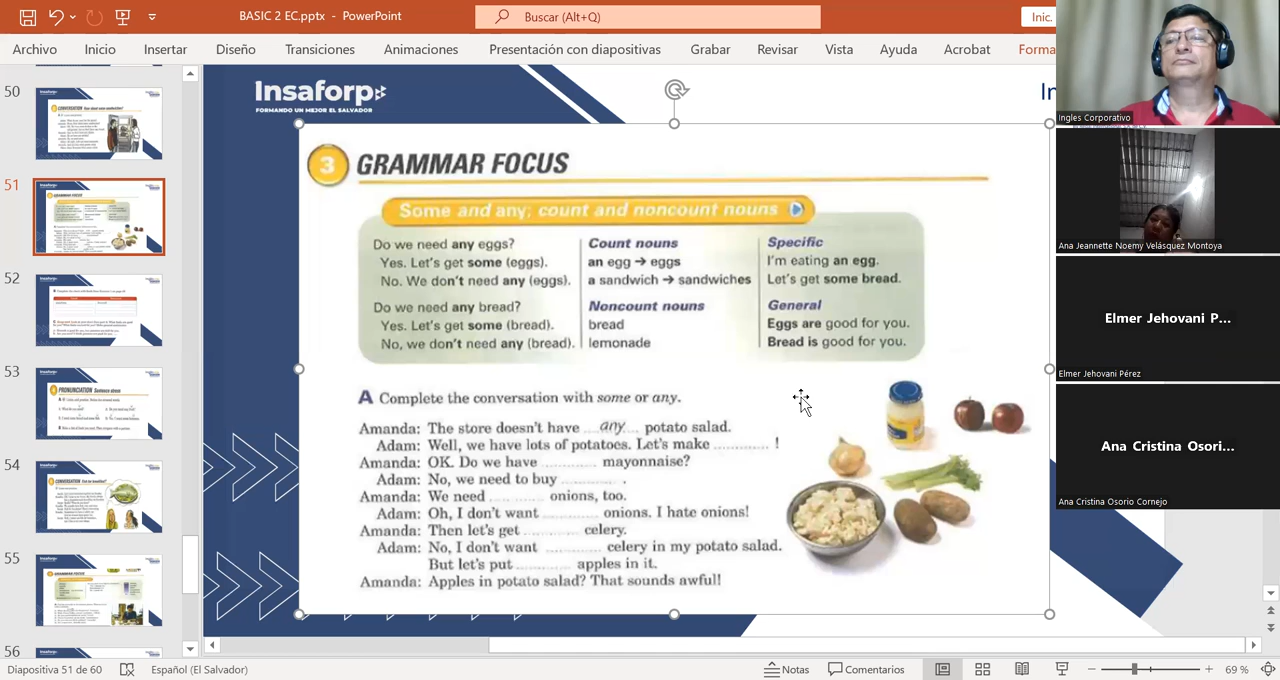 BASIC 2 EC.pptx - PowerPoint
Buscar (Alt+Q)
Inic.
Archivo Inicio Insertar Diseño Transiciones Animaciones Presentación con diapositivas Grabar Revisar Vista Ayuda Acrobat Forma
50
51
52
53
54
55
56
Insaforp
FORMANDO UN MEJOR EL SALVADOR
In
3 GRAMMAR FOCUS
Some and any; count and noncount nouns
Do we need any eggs?
Yes. Let's get some (eggs).
No. We don't need any (eggs).
Do we need any bread?
Yes. Let's get some (bread).
No, we don't need any (bread).
Count nouns
an egg → eggs
a sandwich → sandwiches
Noncount nouns
bread
lemonade
Specific
I'm eating an egg.
Let's get some bread.
General
Eggs are good for you.
Bread is good for you.
A Complete the conversation with some or any.
Amanda: The store doesn't have ...any... potato salad.
Adam: Well, we have lots of potatoes. Let's make ............ !
Amanda: OK. Do we have ............ mayonnaise?
Adam: No, we need to buy ............ .
Amanda: We need ............ onions, too.
Adam: Oh, I don't want ............ onions. I hate onions!
Amanda: Then let's get ............ celery.
Adam: No, I don't want ............ celery in my potato salad.
But let's put ............ apples in it.
Amanda: Apples in potato salad? That sounds awful!
Ingles Corporativo
Ana Jeannette Noemy Velásquez Montoya
Elmer Jehovani P...
Elmer Jehovani Pérez
Ana Cristina Osori...
Ana Cristina Osorio Cornejo
Diapositiva 51 de 60 Español (El Salvador) Notas Comentarios 69 %